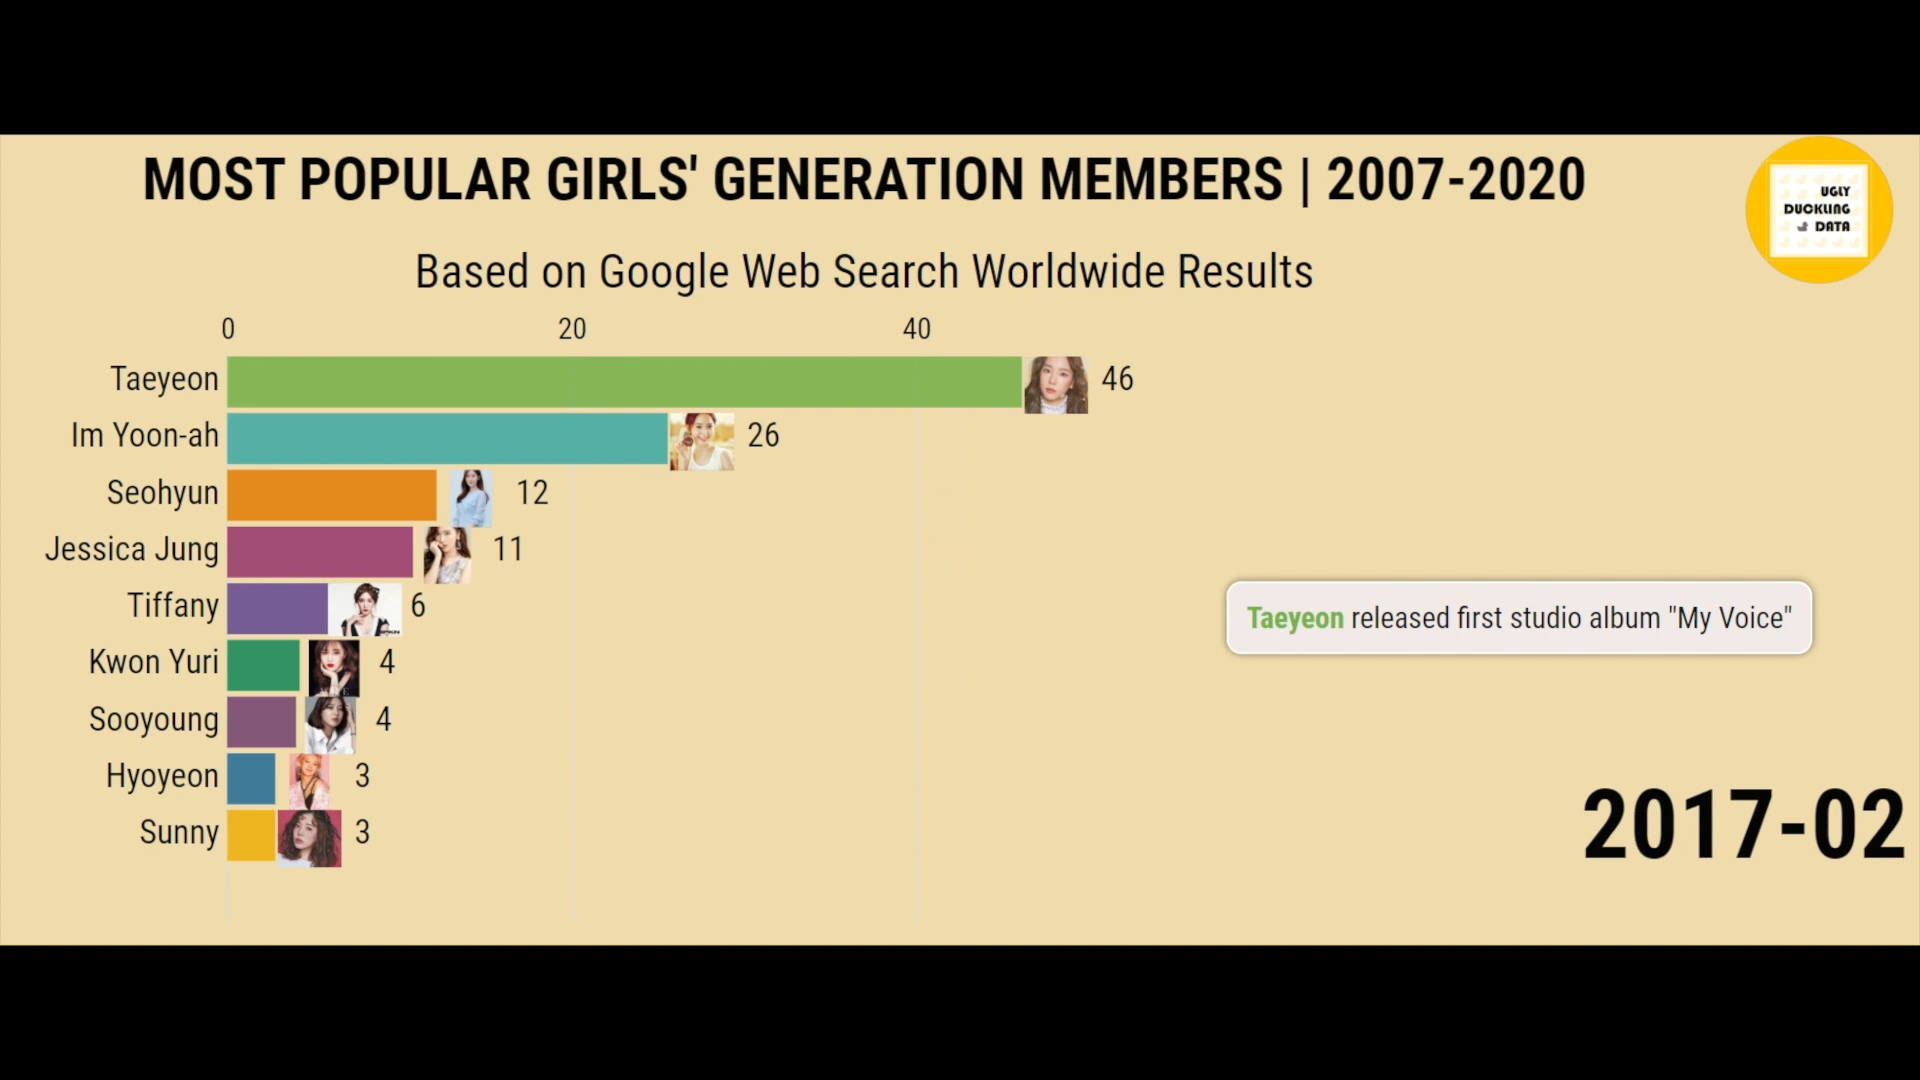 MOST POPULAR GIRLS' GENERATION MEMBERS | 2007-2020
UGLY
DUCKLING
DATA
Based on Google Web Search Worldwide Results
0 20 40
Taeyeon 46
Im Yoon-ah 26
Seohyun 12
Jessica Jung 11
Tiffany 6
Taeyeon released first studio album "My Voice"
Kwon Yuri 4
Sooyoung 4
Hyoyeon 3
Sunny 3
2017-02